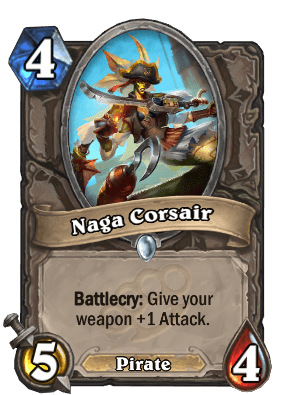 4
Naga Corsair
Battlecry: Give your
weapon +1 Attack.
5
Pirate
4